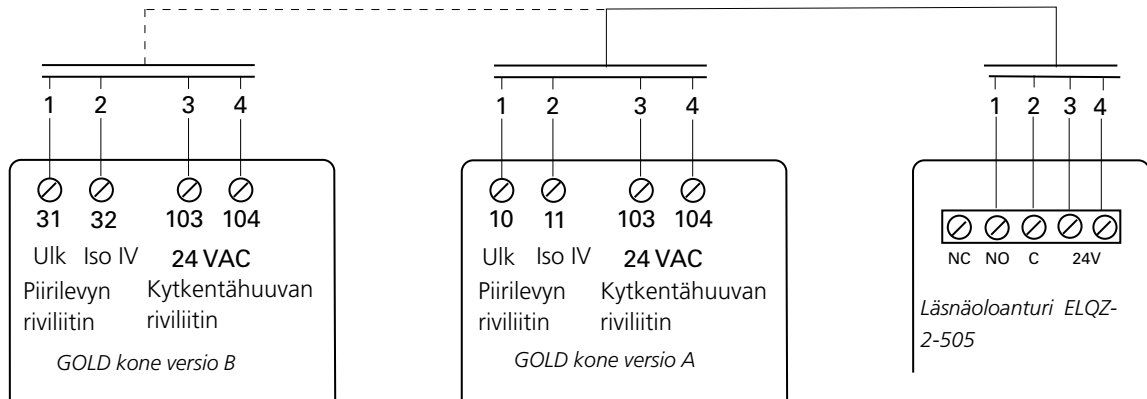 1 2 3 4
31 32 103 104
Ulk Iso IV 24 VAC
Piirilevyn riviliitin
Kytkentähuuvan riviliitin
GOLD kone versio B
1 2 3 4
10 11 103 104
Ulk Iso IV 24 VAC
Piirilevyn riviliitin
Kytkentähuuvan riviliitin
GOLD kone versio A
1 2 3 4
NC NO C 24V
Läsnäoloanturi ELQZ-
2-505